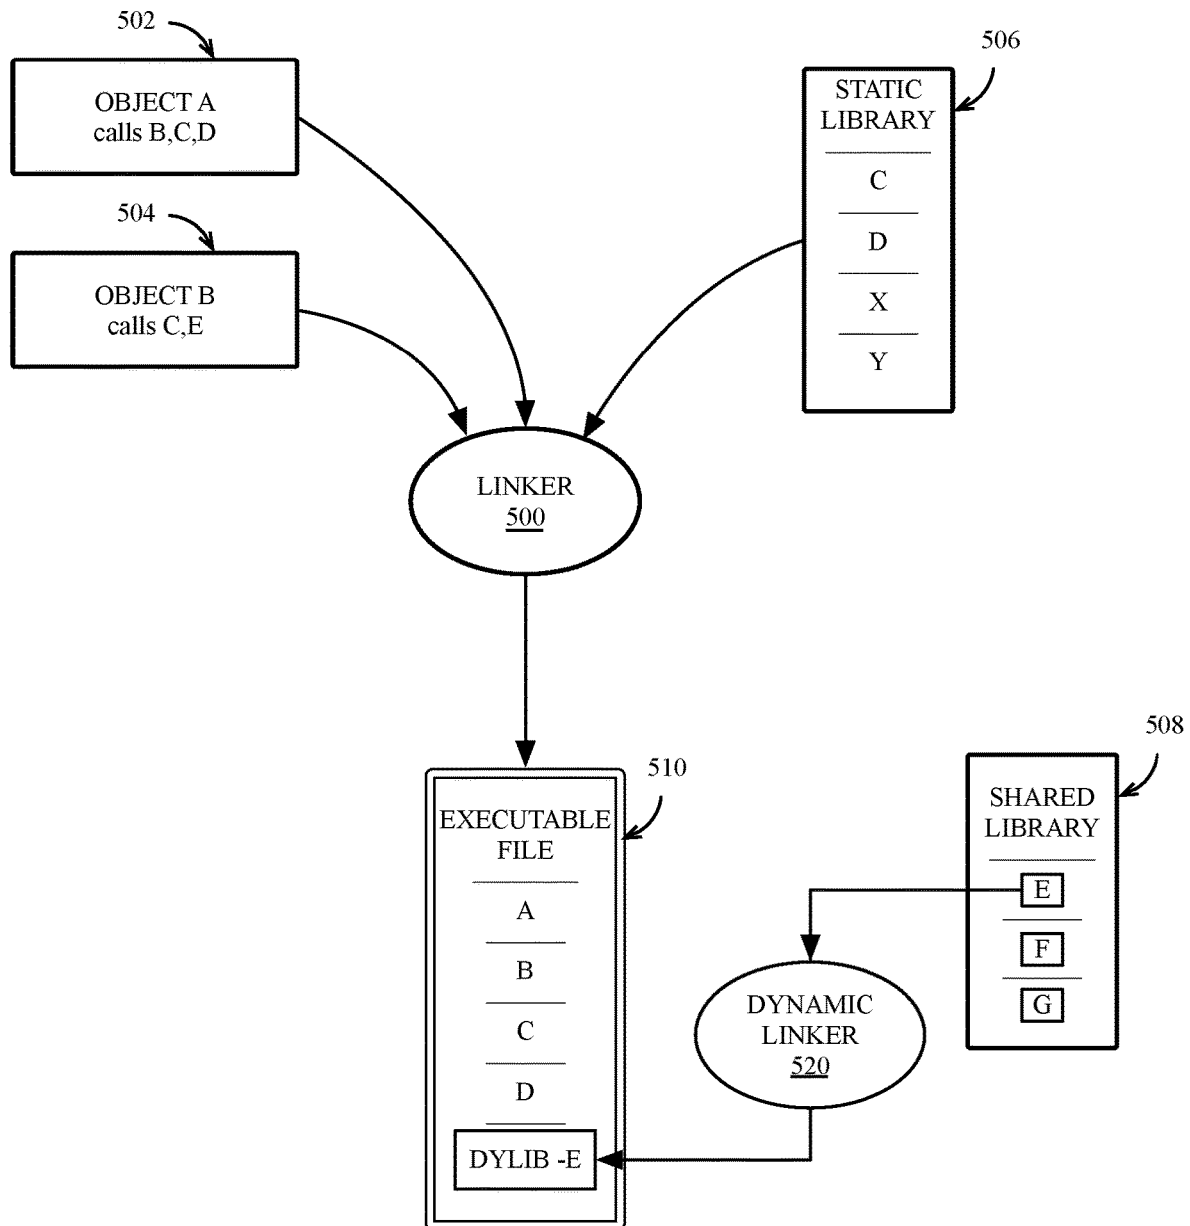 502
OBJECT A
calls B,C,D
504
OBJECT B
calls C,E
506
STATIC
LIBRARY
C
D
X
Y
LINKER
500
510
EXECUTABLE
FILE
A
B
C
D
DYLIB -E
508
SHARED
LIBRARY
E
F
G
DYNAMIC
LINKER
520